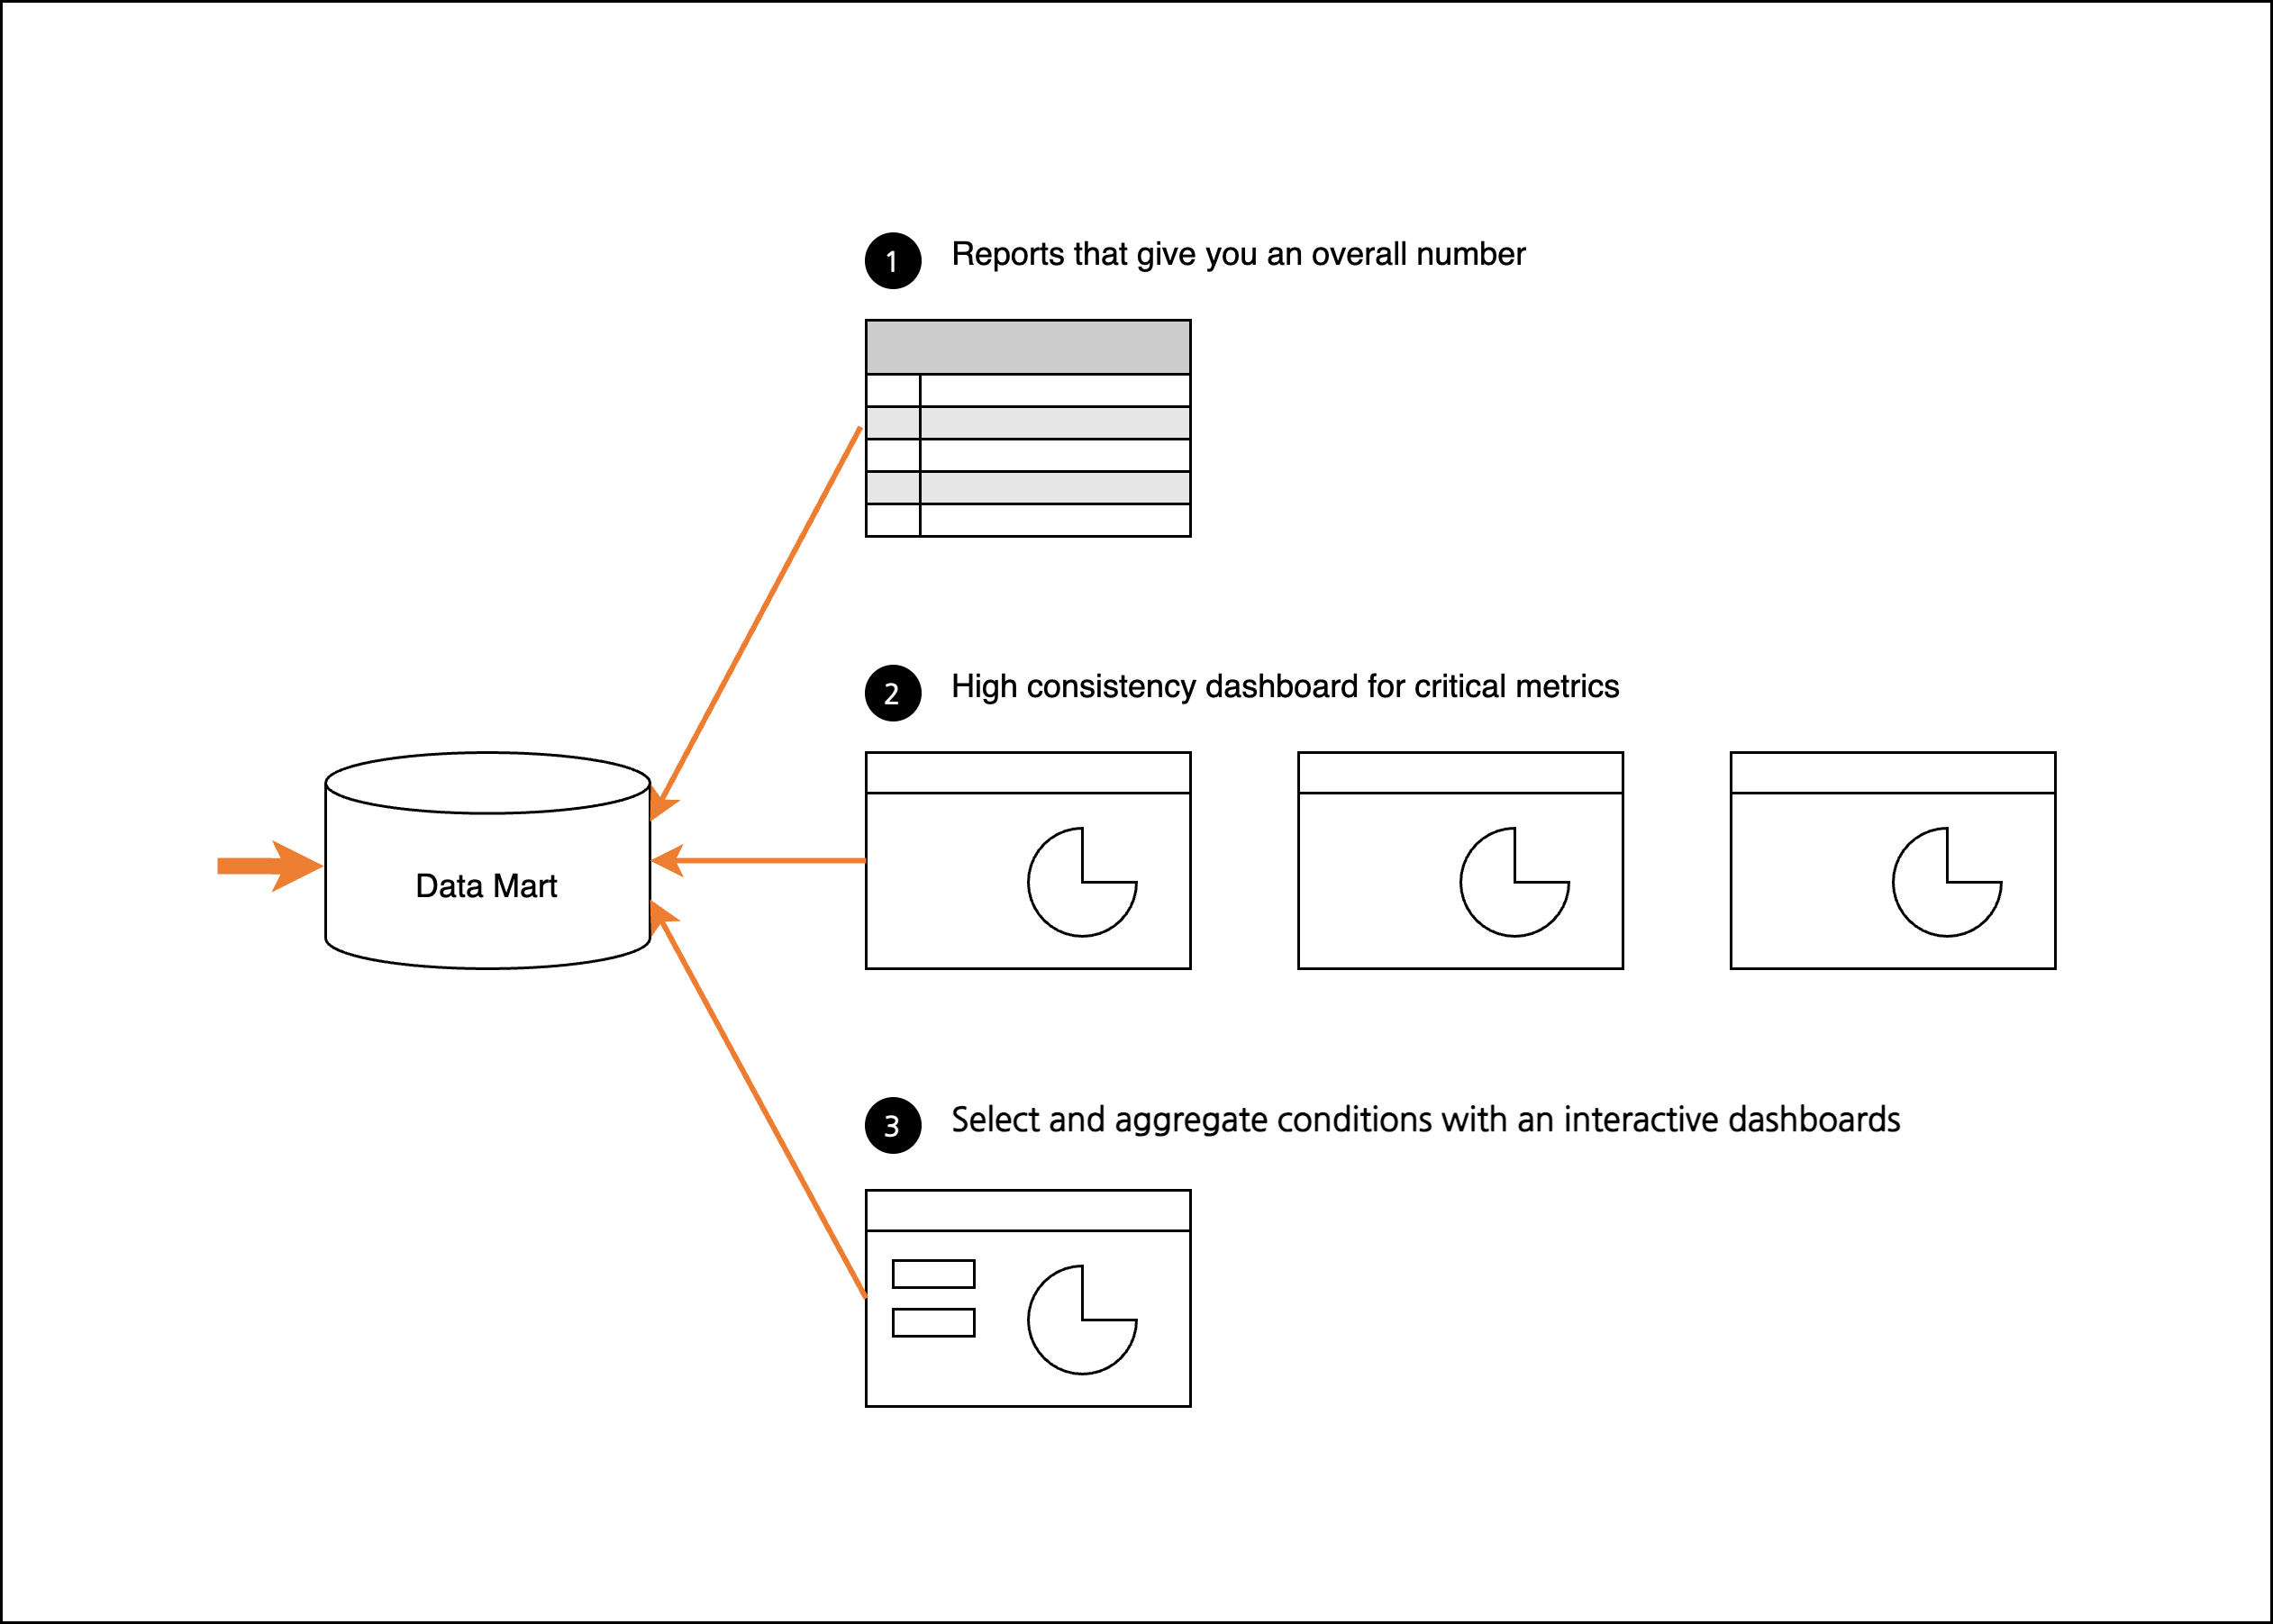 1 Reports that give you an overall number
2 High consistency dashboard for critical metrics
Data Mart
3 Select and aggregate conditions with an interactive dashboards